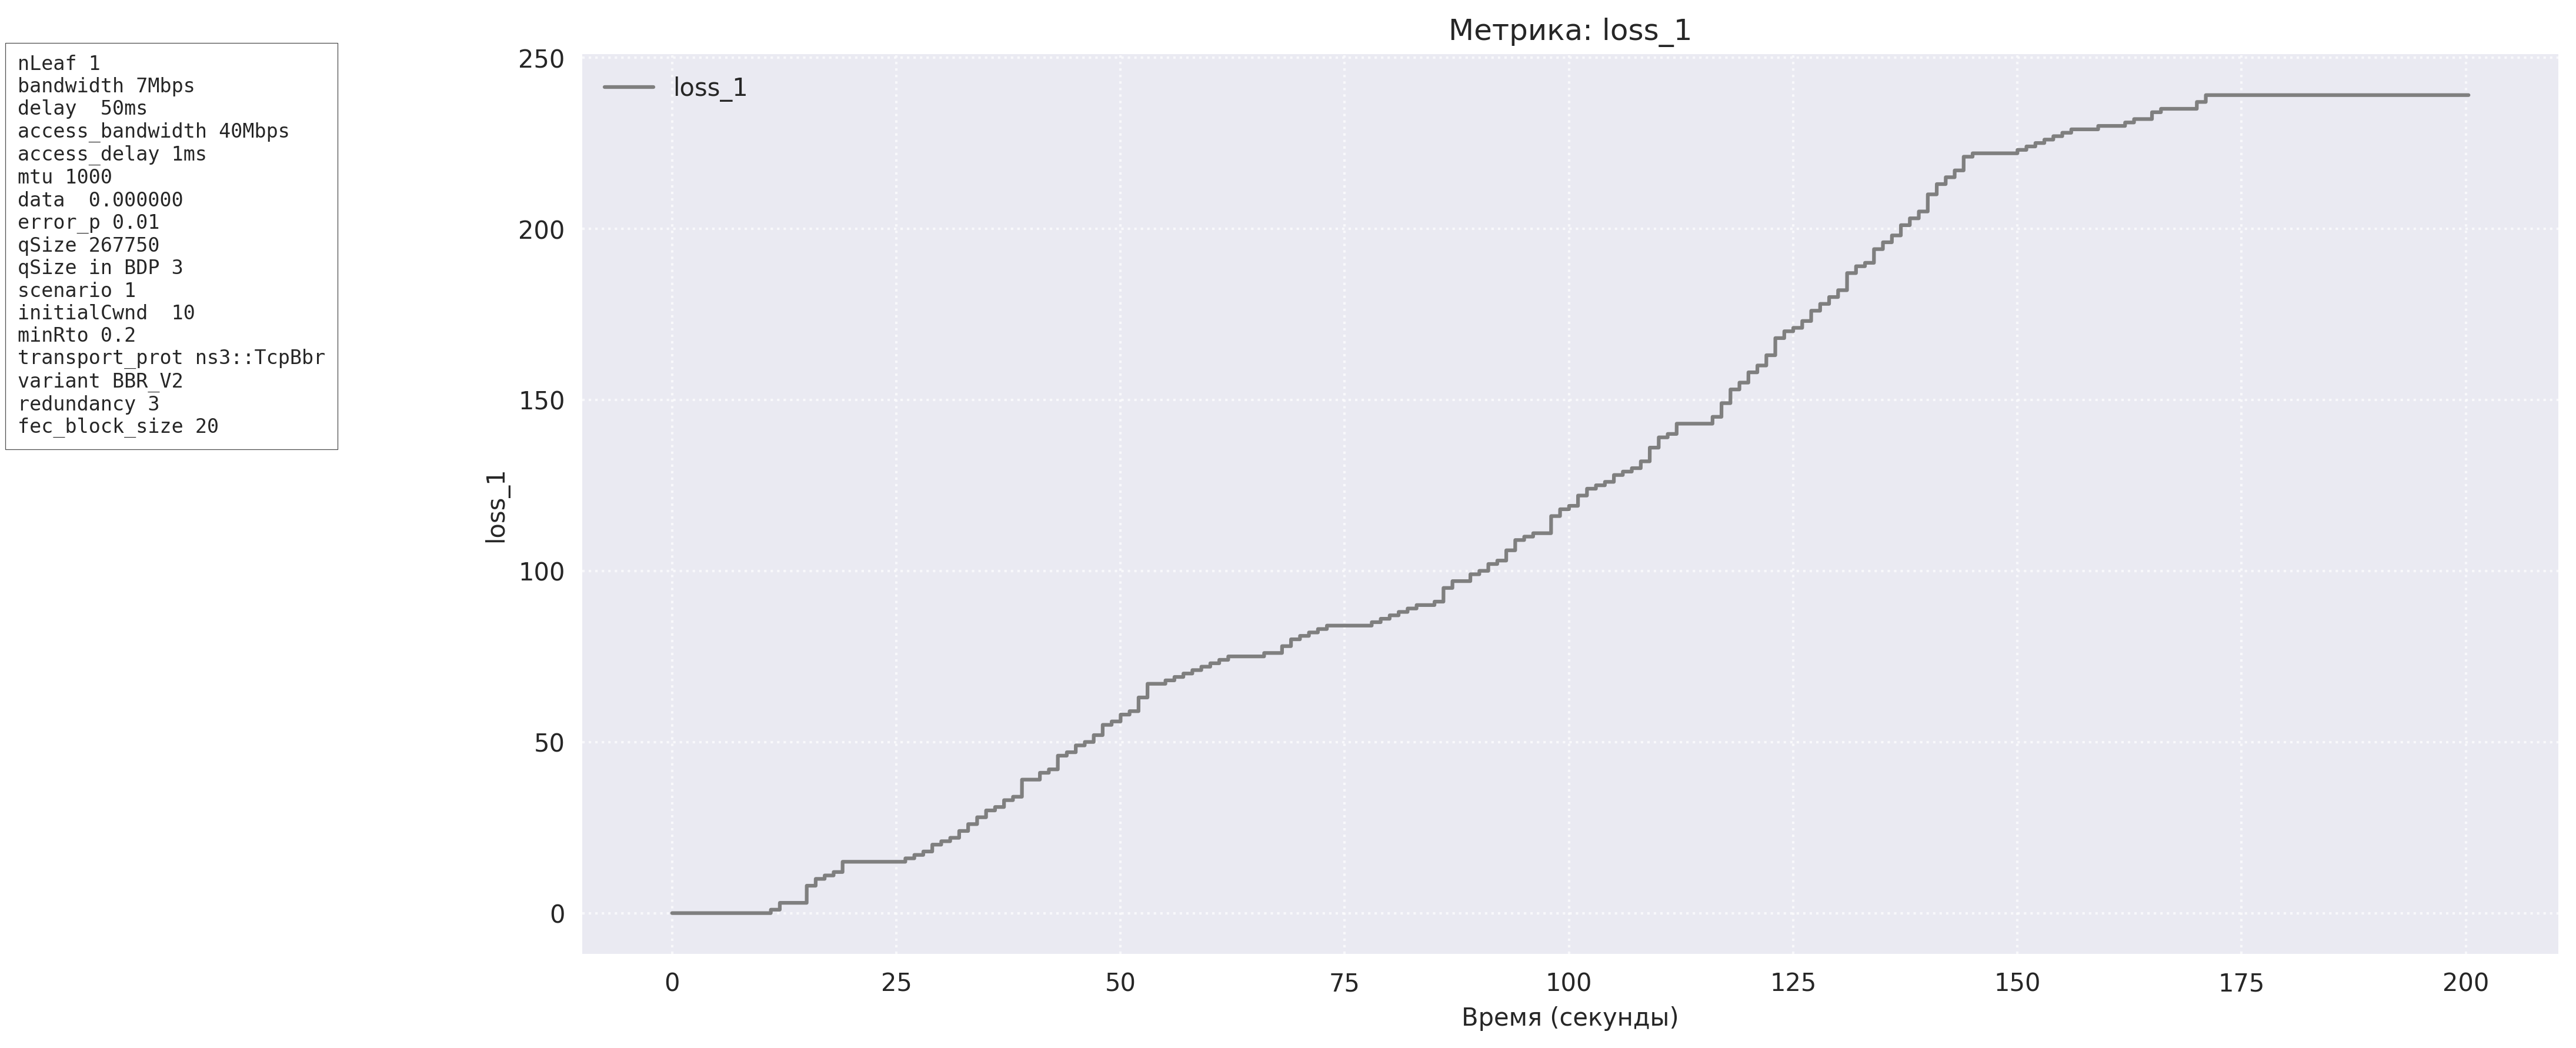 Метрика: loss_1
nLeaf 1
bandwidth 7Mbps
delay  50ms
access_bandwidth 40Mbps
access_delay 1ms
mtu 1000
data  0.000000
error_p 0.01
qSize 267750
qSize in BDP 3
scenario 1
initialCwnd  10
minRto 0.2
transport_prot ns3::TcpBbr
variant BBR_V2
redundancy 3
fec_block_size 20
loss_1
loss_1
250
200
150
100
50
0
0 25 50 75 100 125 150 175 200
Время (секунды)